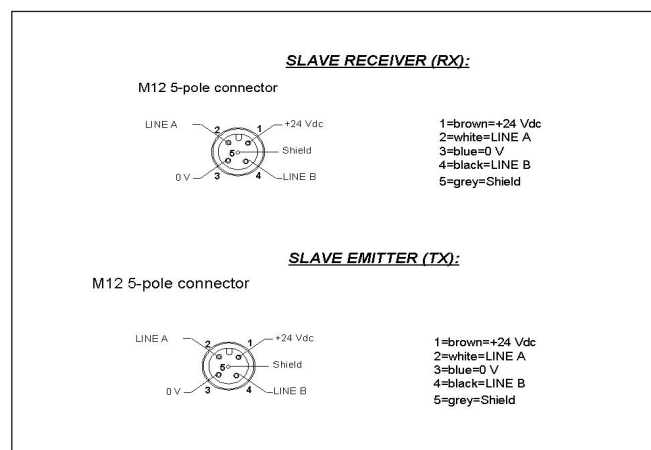 SLAVE RECEIVER (RX):
M12 5-pole connector
LINE A
2
1
+24 Vdc
5
Shield
0 V
3
4
LINE B
1=brown=+24 Vdc
2=white=LINE A
3=blue=0 V
4=black=LINE B
5=grey=Shield
SLAVE EMITTER (TX):
M12 5-pole connector
LINE A
2
1
+24 Vdc
5
Shield
0 V
3
4
LINE B
1=brown=+24 Vdc
2=white=LINE A
3=blue=0 V
4=black=LINE B
5=grey=Shield